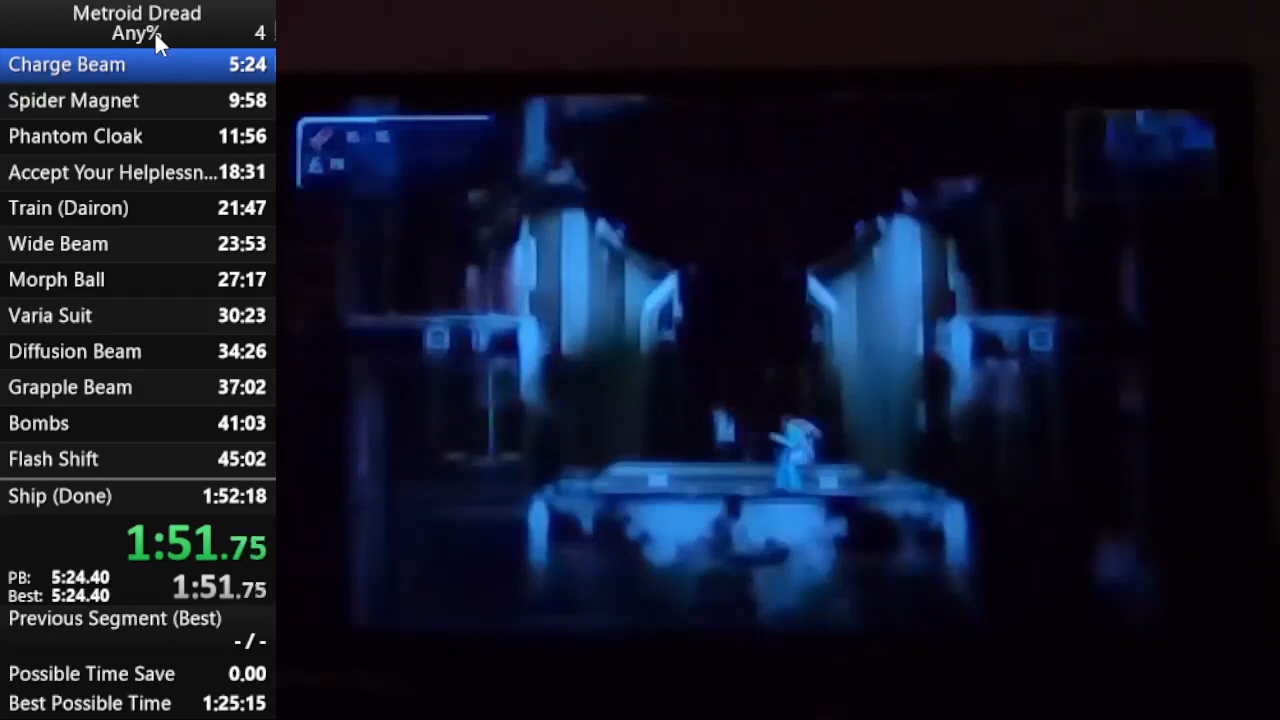 Metroid Dread
Any% 4
Charge Beam 5:24
Spider Magnet 9:58
Phantom Cloak 11:56
Accept Your Helplessn... 18:31
Train (Dairon) 21:47
Wide Beam 23:53
Morph Ball 27:17
Varia Suit 30:23
Diffusion Beam 34:26
Grapple Beam 37:02
Bombs 41:03
Flash Shift 45:02
Ship (Done) 1:52:18
1:51.75
PB: 5:24.40
Best: 5:24.40
1:51.75
Previous Segment (Best)
- / -
Possible Time Save 0.00
Best Possible Time 1:25:15